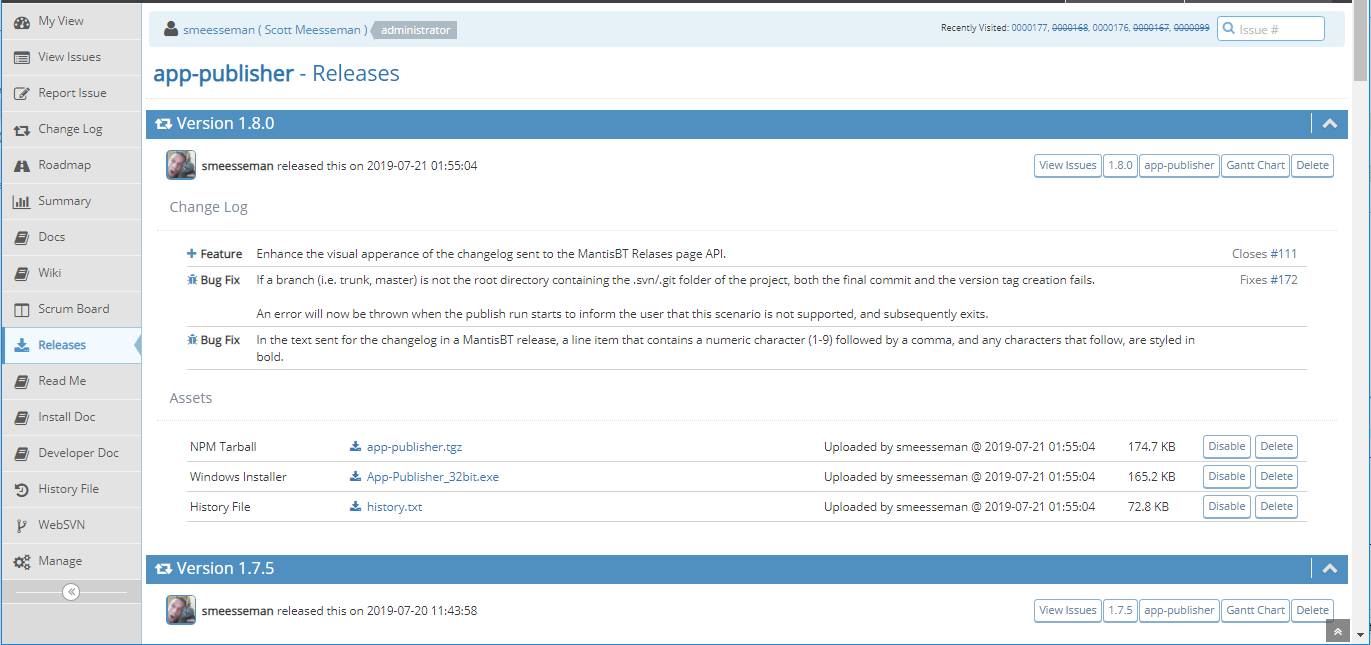 My View
View Issues
Report Issue
Change Log
Roadmap
Summary
Docs
Wiki
Scrum Board
Releases
Read Me
Install Doc
Developer Doc
History File
WebSVN
Manage
smeesseman ( Scott Meesseman ) administrator
Recently Visited: 0000177, 0000168, 0000176, 0000167, 0000099
Issue #
app-publisher - Releases
Version 1.8.0
smeesseman released this on 2019-07-21 01:55:04
View Issues 1.8.0 app-publisher Gantt Chart Delete
Change Log
Feature Enhance the visual apperance of the changelog sent to the MantisBT Relases page API. Closes #111
Bug Fix If a branch (i.e. trunk, master) is not the root directory containing the .svn/.git folder of the project, both the final commit and the version tag creation fails. Fixes #172
An error will now be thrown when the publish run starts to inform the user that this scenario is not supported, and subsequently exits.
Bug Fix In the text sent for the changelog in a MantisBT release, a line item that contains a numeric character (1-9) followed by a comma, and any characters that follow, are styled in
bold.
Assets
NPM Tarball app-publisher.tgz Uploaded by smeesseman @ 2019-07-21 01:55:04 174.7 KB Disable Delete
Windows Installer App-Publisher_32bit.exe Uploaded by smeesseman @ 2019-07-21 01:55:04 165.2 KB Disable Delete
History File history.txt Uploaded by smeesseman @ 2019-07-21 01:55:04 72.8 KB Disable Delete
Version 1.7.5
smeesseman released this on 2019-07-20 11:43:58
View Issues 1.7.5 app-publisher Gantt Chart Delete